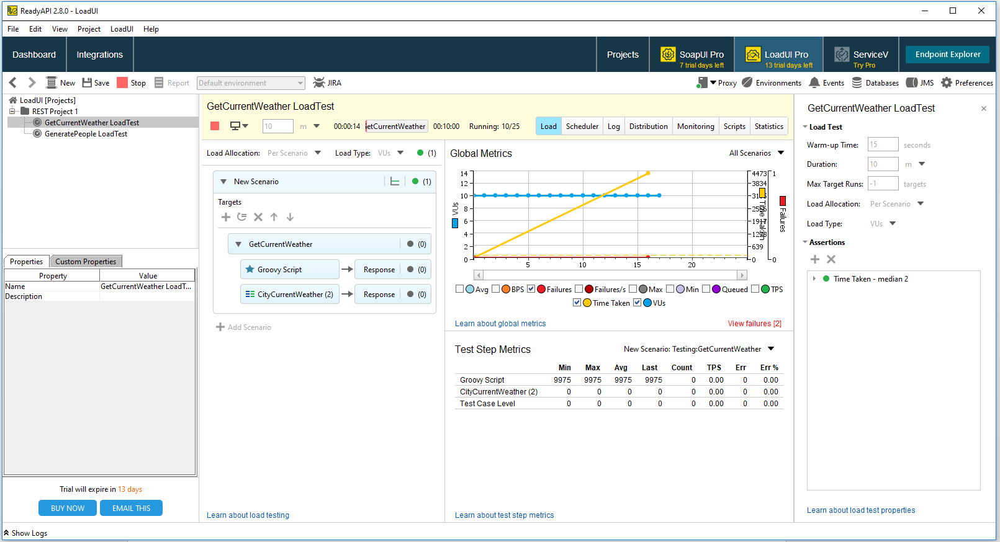 ReadyAPI 2.8.0 - LoadUI
File Edit View Project LoadUI Help
Dashboard Integrations Projects SoapUI Pro 7 trial days left LoadUI Pro 13 trial days left ServiceV Try Pro Endpoint Explorer
New Save Stop Report Default environment JIRA Proxy Environments Events Databases JMS Preferences
LoadUI [Projects]
REST Project 1
GetCurrentWeather LoadTest
GeneratePeople LoadTest
Properties Custom Properties
Property Value
Name GetCurrentWeather LoadT...
Description
Trial will expire in 13 days
BUY NOW EMAIL THIS
GetCurrentWeather LoadTest
10 m 00:00:14 etCurrentWeather 00:10:00 Running: 10/25
Load Scheduler Log Distribution Monitoring Scripts Statistics
Load Allocation: Per Scenario Load Type: VUs (1)
New Scenario (1)
Targets
GetCurrentWeather (0)
Groovy Script Response (0)
CityCurrentWeather (2) Response (0)
Add Scenario
Learn about load testing
Global Metrics All Scenarios
VUs
14
12
10
8
6
4
2
0
5 10 15 20
4473
3834
2556
1917
639
0
Failures
1
0
Avg BPS Failures Failures/s Max Min Queued TPS
Time Taken VUs
Learn about global metrics View failures [2]
Test Step Metrics New Scenario: Testing:GetCurrentWeather
Min Max Avg Last Count TPS Err Err %
Groovy Script 9975 9975 9975 9975 0 0.00 0 0.00
CityCurrentWeather (2) 0 0 0 0 0 0.00 0 0.00
Test Case Level 0 0 0 0 0 0.00 0 0.00
Learn about test step metrics
GetCurrentWeather LoadTest
Load Test
Warm-up Time: 15 seconds
Duration: 10 m
Max Target Runs: -1 targets
Load Allocation: Per Scenario
Load Type: VUs
Assertions
Time Taken - median 2
Learn about load test properties
Show Logs